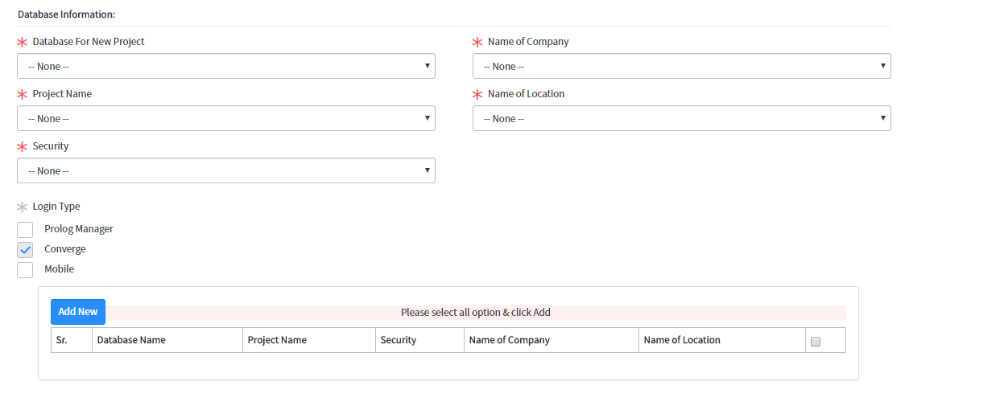 Database Information:
* Database For New Project
* Name of Company
-- None --
-- None --
* Project Name
* Name of Location
-- None --
-- None --
* Security
-- None --
* Login Type
Prolog Manager
Converge
Mobile
Add New
Please select all option & click Add
Sr. Database Name Project Name Security Name of Company Name of Location